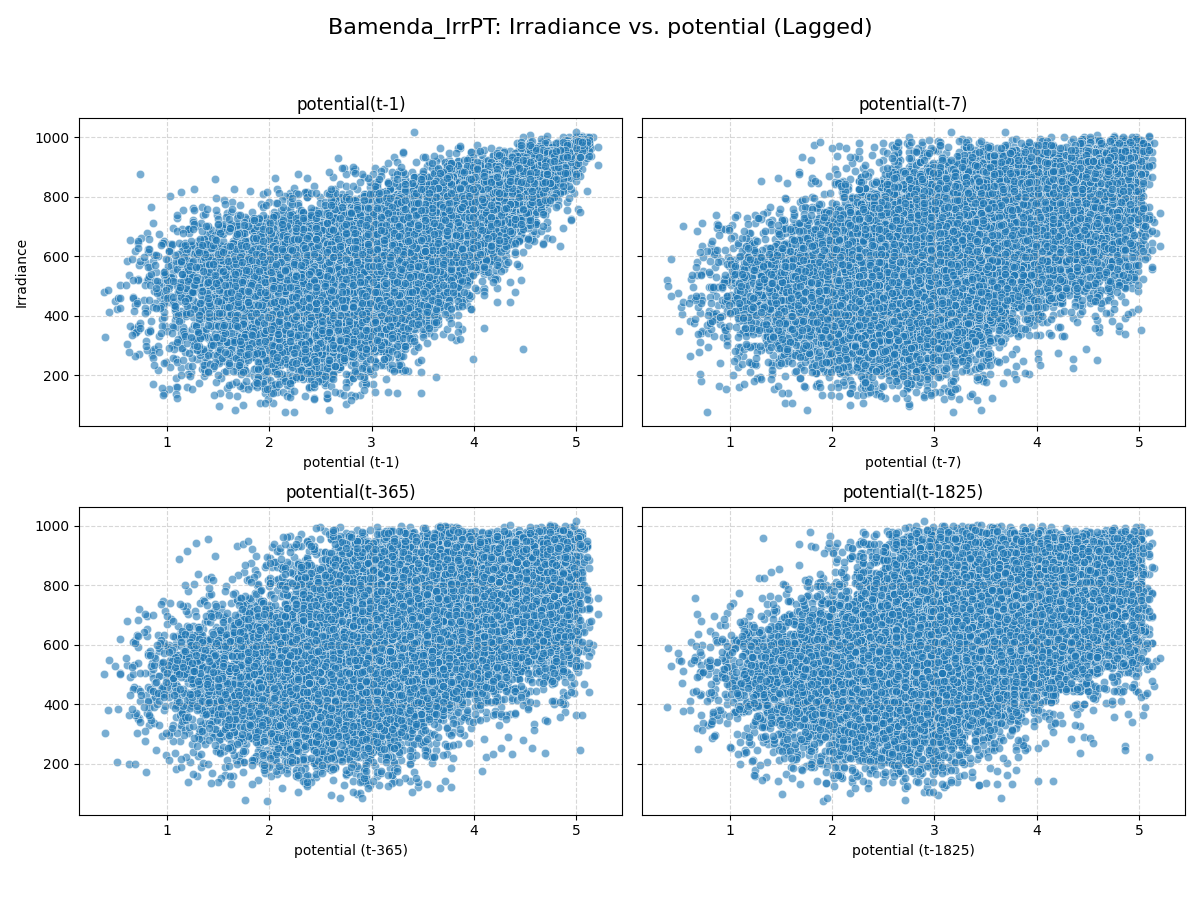 Bamenda_IrrPT: Irradiance vs. potential (Lagged)
potential(t-1)
1000
800
600
400
200
Irradiance
1 2 3 4 5
potential (t-1)
potential(t-7)
1 2 3 4 5
potential (t-7)
potential(t-365)
1000
800
600
400
200
1 2 3 4 5
potential (t-365)
potential(t-1825)
1 2 3 4 5
potential (t-1825)